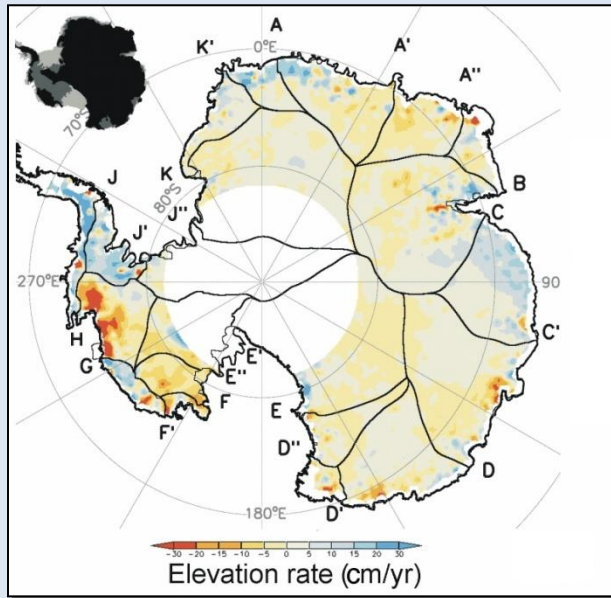 A
K' 0°E A'
A''
70°S
K
80°S
B
J
J''
C
J'
270°E
90
H
C'
G
E'
E''
F
E
F'
D''
D
D'
180°E
-30 -20 -15 -10 -5 0 5 10 15 20 30
Elevation rate (cm/yr)